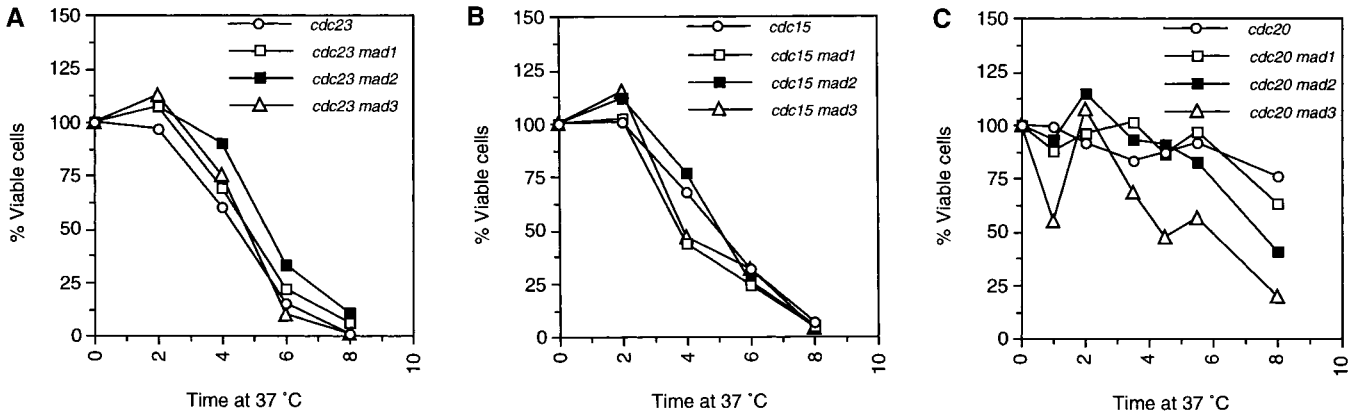 A
% Viable cells
150
125
100
75
50
25
0
0 2 4 6 8 10
Time at 37 ˚C
cdc23
cdc23 mad1
cdc23 mad2
cdc23 mad3
B
% Viable cells
150
125
100
75
50
25
0
0 2 4 6 8 10
Time at 37 ˚C
cdc15
cdc15 mad1
cdc15 mad2
cdc15 mad3
C
% Viable cells
150
125
100
75
50
25
0
0 2 4 6 8 10
Time at 37 ˚C
cdc20
cdc20 mad1
cdc20 mad2
cdc20 mad3